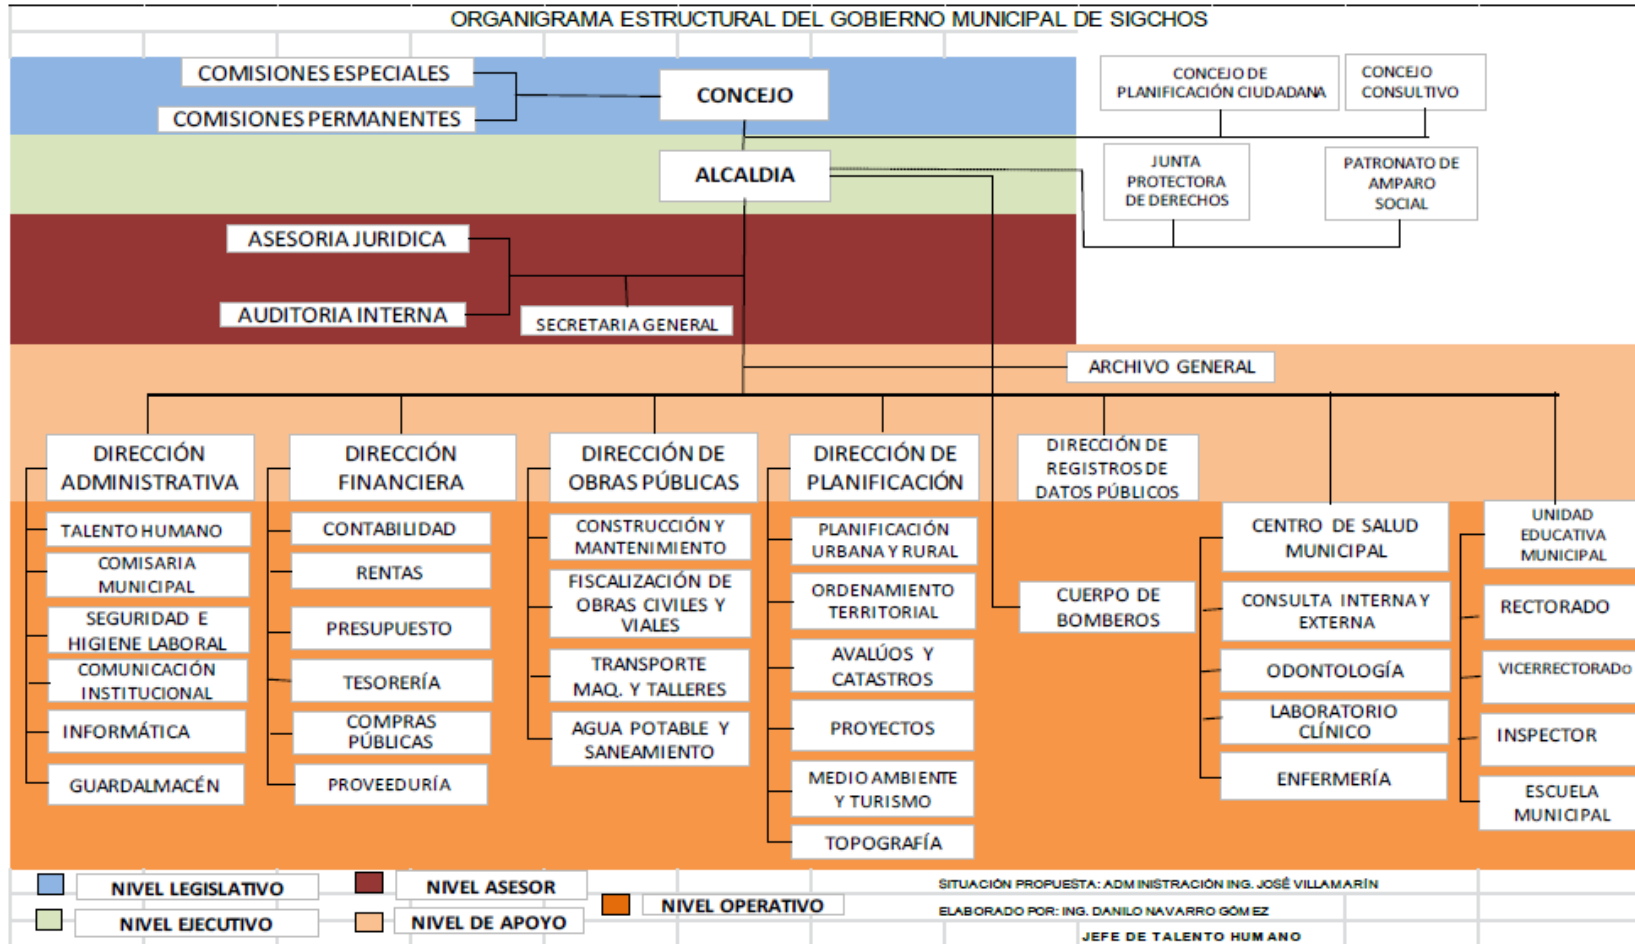 ORGANIGRAMA ESTRUCTURAL DEL GOBIERNO MUNICIPAL DE SIGCHOS
COMISIONES ESPECIALES
COMISIONES PERMANENTES
CONCEJO
CONCEJO DE
PLANIFICACIÓN CIUDADANA
CONCEJO
CONSULTIVO
ALCALDIA
JUNTA
PROTECTORA
DE DERECHOS
PATRONATO DE
AMPARO
SOCIAL
ASESORIA JURIDICA
AUDITORIA INTERNA
SECRETARIA GENERAL
ARCHIVO GENERAL
DIRECCIÓN
ADMINISTRATIVA
TALENTO HUMANO
COMISARIA
MUNICIPAL
SEGURIDAD E
HIGIENE LABORAL
COMUNICACIÓN
INSTITUCIONAL
INFORMÁTICA
GUARDALMACÉN
DIRECCIÓN
FINANCIERA
CONTABILIDAD
RENTAS
PRESUPUESTO
TESORERÍA
COMPRAS
PÚBLICAS
PROVEEDURÍA
DIRECCIÓN DE
OBRAS PÚBLICAS
CONSTRUCCIÓN Y
MANTENIMIENTO
FISCALIZACIÓN DE
OBRAS CIVILES Y
VIALES
TRANSPORTE
MAQ. Y TALLERES
AGUA POTABLE Y
SANEAMIENTO
DIRECCIÓN DE
PLANIFICACIÓN
PLANIFICACIÓN
URBANA Y RURAL
ORDENAMIENTO
TERRITORIAL
AVALÚOS Y
CATASTROS
PROYECTOS
MEDIO AMBIENTE
Y TURISMO
TOPOGRAFÍA
DIRECCIÓN DE
REGISTROS DE
DATOS PÚBLICOS
CUERPO DE
BOMBEROS
CENTRO DE SALUD
MUNICIPAL
CONSULTA INTERNA Y
EXTERNA
ODONTOLOGÍA
LABORATORIO
CLÍNICO
ENFERMERÍA
UNIDAD
EDUCATIVA
MUNICIPAL
RECTORADO
VICERRECTORADO
INSPECTOR
ESCUELA
MUNICIPAL
NIVEL LEGISLATIVO
NIVEL EJECUTIVO
NIVEL ASESOR
NIVEL DE APOYO
NIVEL OPERATIVO
SITUACIÓN PROPUESTA: ADMINISTRACIÓN ING. JOSÉ VILLAMARÍN
ELABORADO POR: ING. DANILO NAVARRO GÓMEZ
JEFE DE TALENTO HUMANO